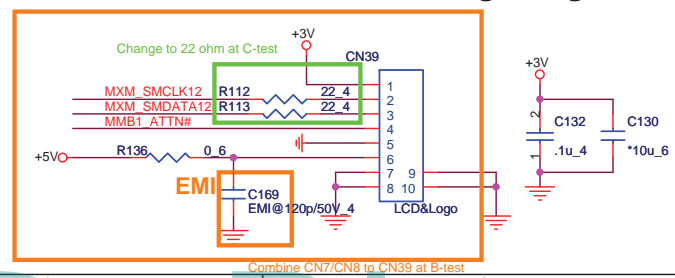 +3V
Change to 22 ohm at C-test
CN39
+3V
MXM_SMCLK12 R112 22_4 1
MXM_SMDATA12 R113 22_4 2
MMB1_ATTN# 3
4
5
+5V R136 0_6 6
7 9
8 10
LCD&Logo
EMI
C169
EMI@120p/50V_4
2
1
C132
.1u_4
C130
*10u_6
Combine CN7/CN8 to CN39 at B-test